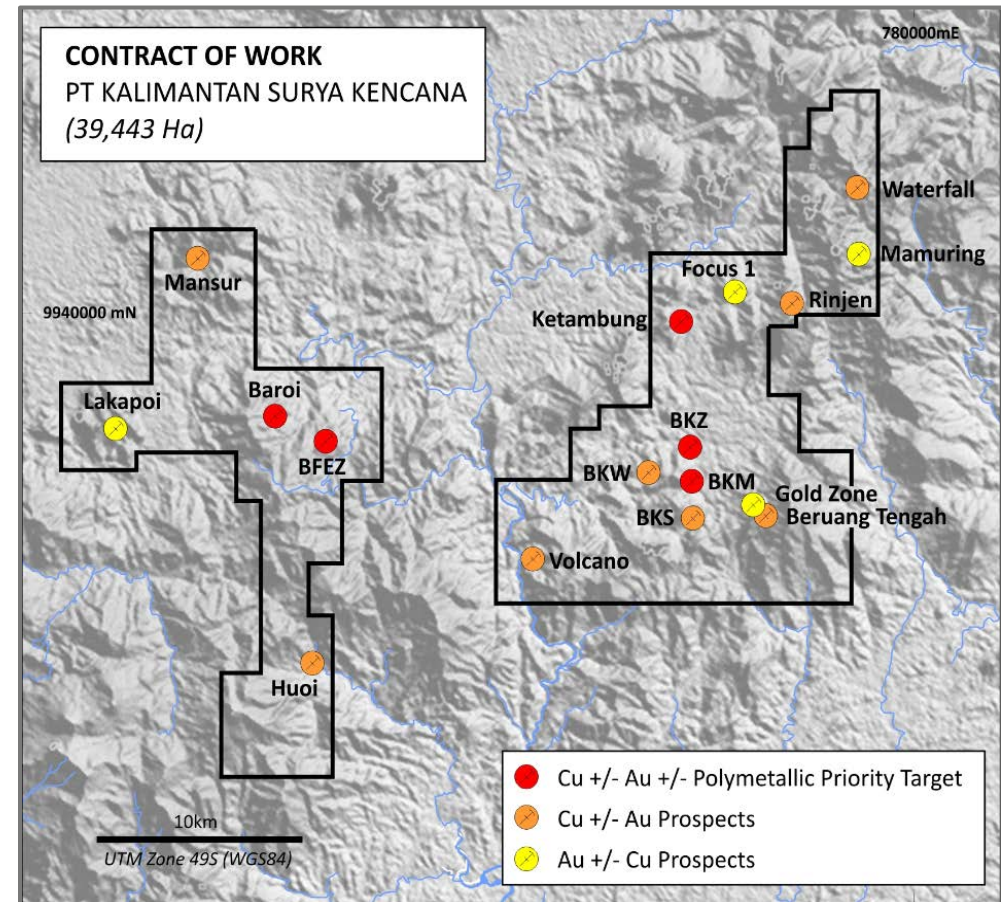 CONTRACT OF WORK
PT KALIMANTAN SURYA KENCANA
(39,443 Ha)
780000mE
Waterfall
Mamuring
Focus 1
Rinjen
Mansur
9940000 mN
Ketambung
Lakapoi
Baroi
BFEZ
BKZ
BKW
BKM
Gold Zone
BKS
Beruang Tengah
Volcano
Huoi
Cu +/- Au +/- Polymetallic Priority Target
Cu +/- Au Prospects
Au +/- Cu Prospects
10km
UTM Zone 49S (WGS84)